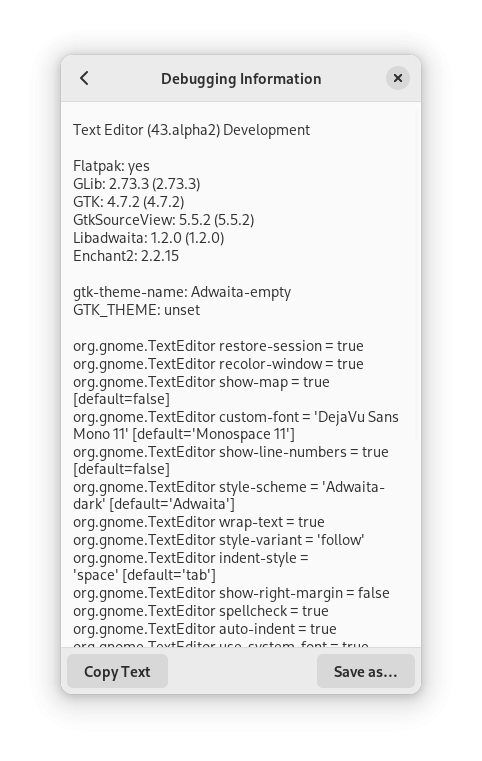 Debugging Information
Text Editor (43.alpha2) Development
Flatpak: yes
GLib: 2.73.3 (2.73.3)
GTK: 4.7.2 (4.7.2)
GtkSourceView: 5.5.2 (5.5.2)
Libadwaita: 1.2.0 (1.2.0)
Enchant2: 2.2.15
gtk-theme-name: Adwaita-empty
GTK_THEME: unset
org.gnome.TextEditor restore-session = true
org.gnome.TextEditor recolor-window = true
org.gnome.TextEditor show-map = true
[default=false]
org.gnome.TextEditor custom-font = 'DejaVu Sans
Mono 11' [default='Monospace 11']
org.gnome.TextEditor show-line-numbers = true
[default=false]
org.gnome.TextEditor style-scheme = 'Adwaita-
dark' [default='Adwaita']
org.gnome.TextEditor wrap-text = true
org.gnome.TextEditor style-variant = 'follow'
org.gnome.TextEditor indent-style =
'space' [default='tab']
org.gnome.TextEditor show-right-margin = false
org.gnome.TextEditor spellcheck = true
org.gnome.TextEditor auto-indent = true
org.gnome.TextEditor use-system-font = true
Copy Text
Save as...